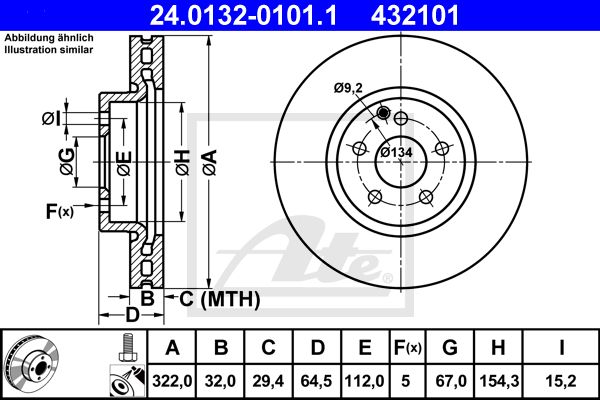 24.0132-0101.1 432101
Abbildung ähnlich
Illustration similar
ØI
ØG
ØE
ØH
ØA
F(x)
B
C (MTH)
D
Ø9,2
Ø134
Ate
A B C D E F(x) G H I
322,0 32,0 29,4 64,5 112,0 5 67,0 154,3 15,2